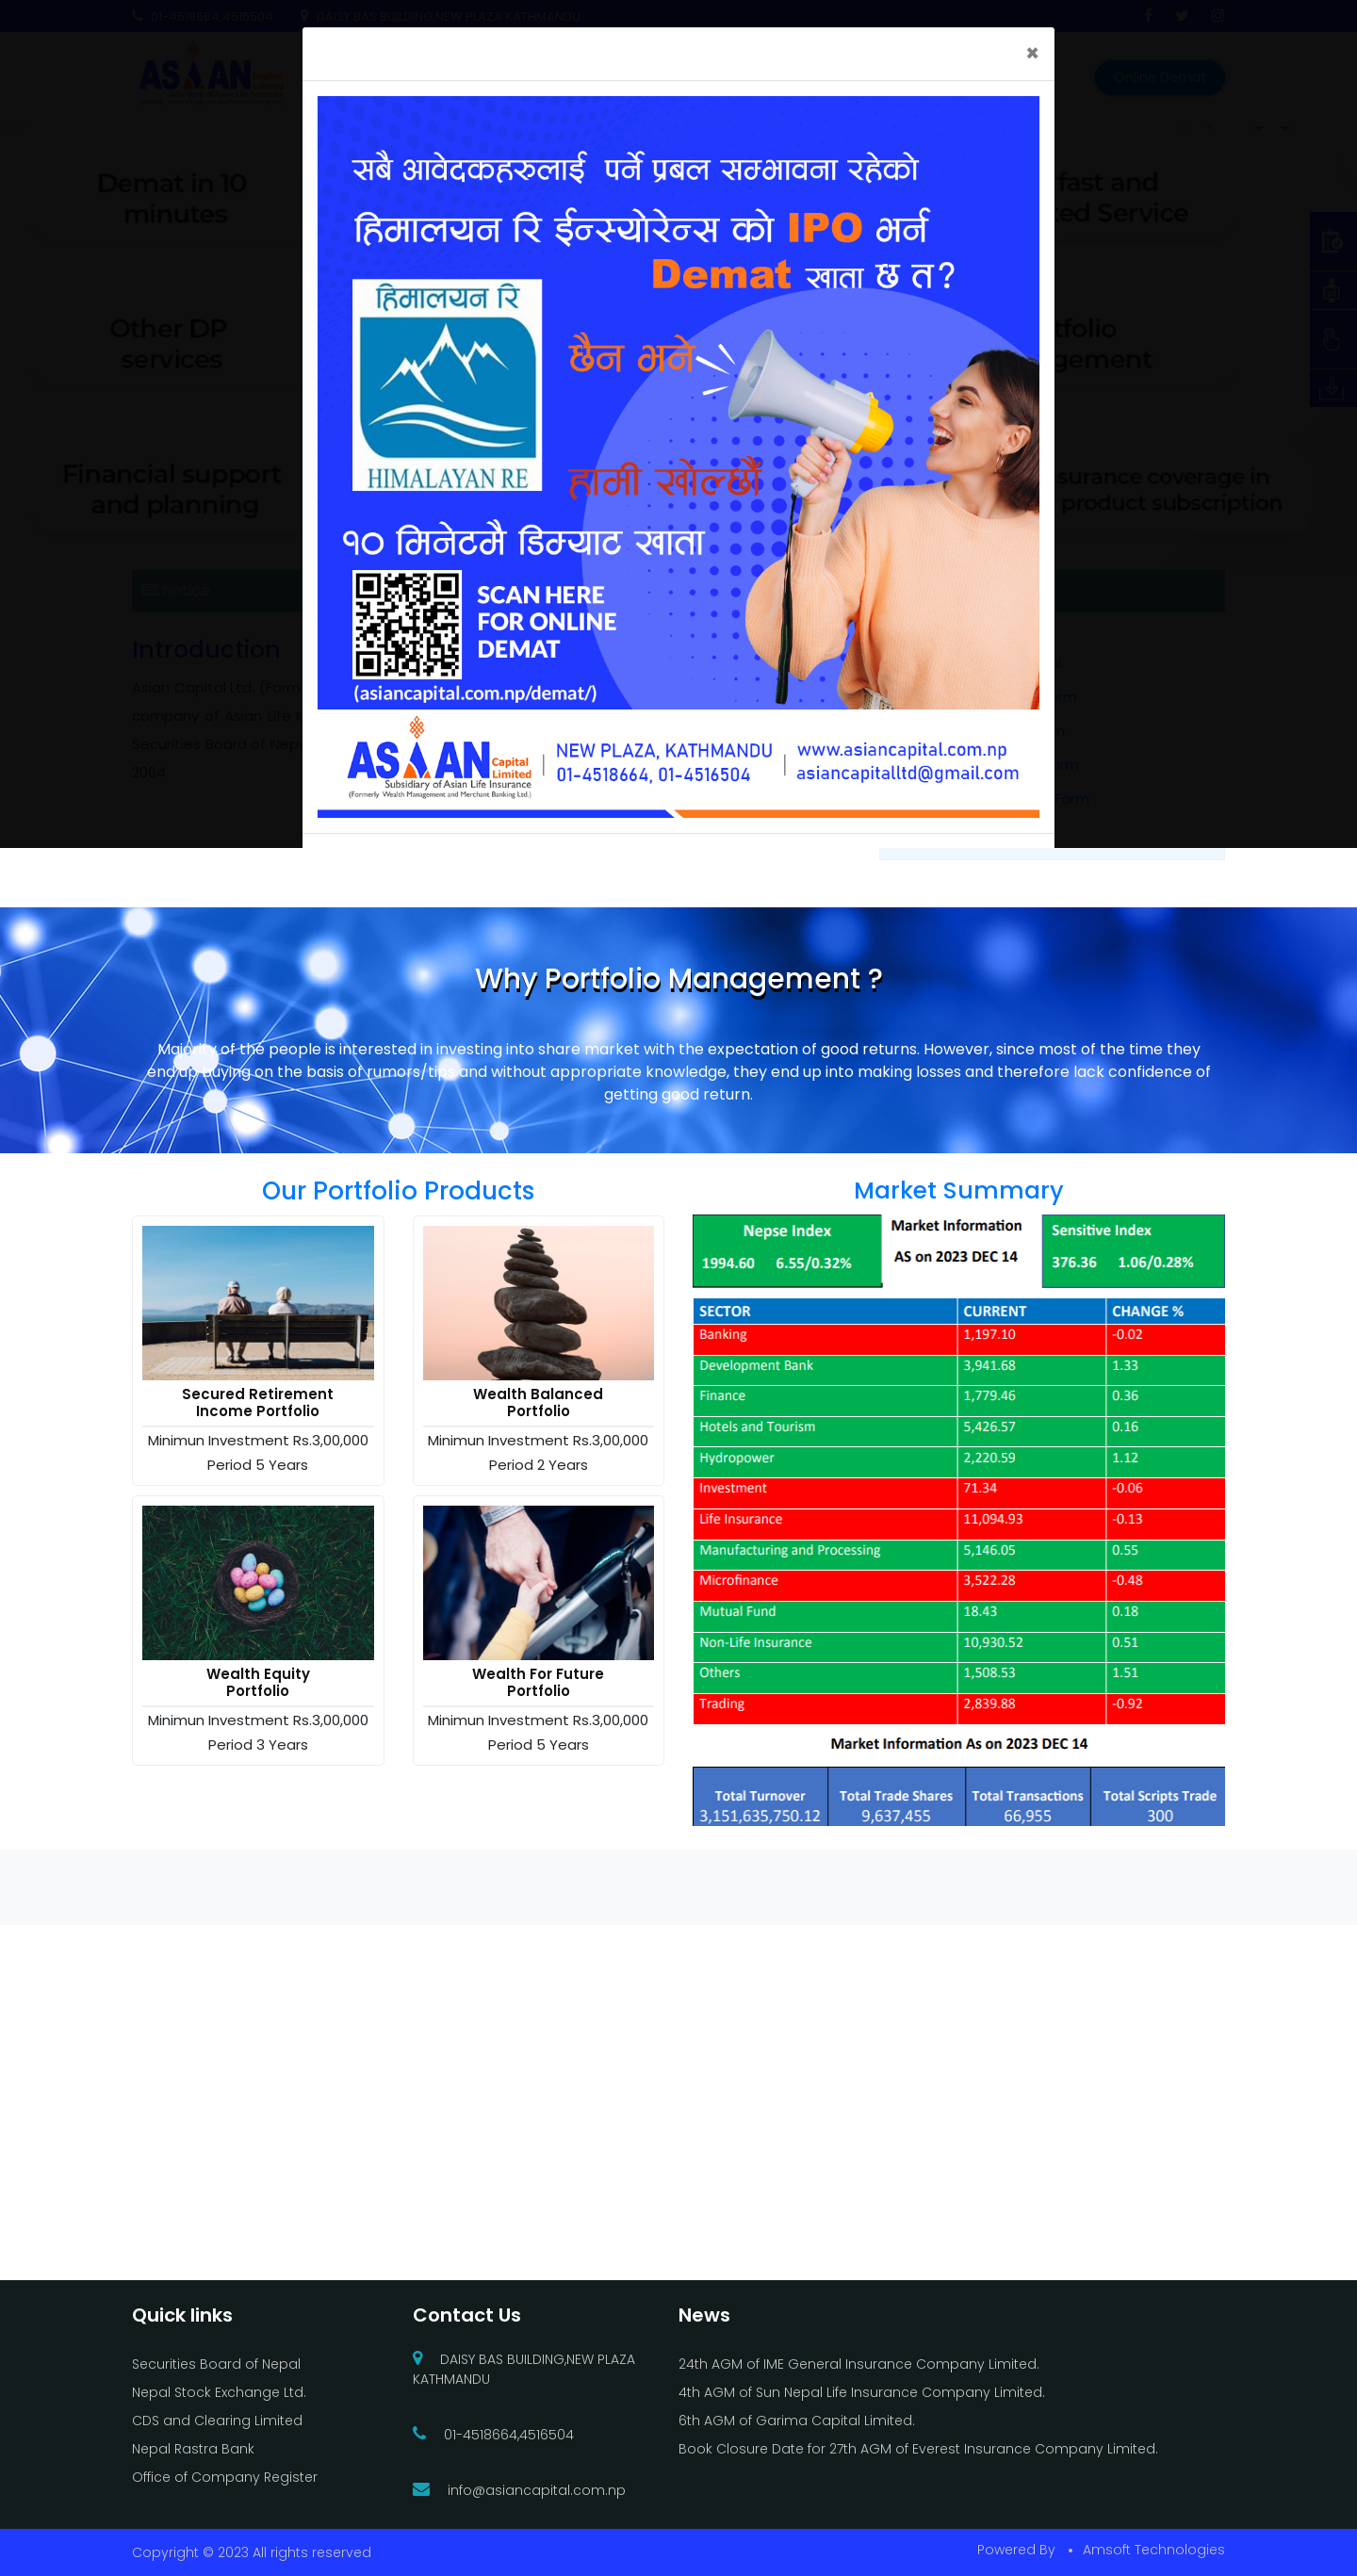 01-4518664,4516504 DAISY BAS BUILDING,NEW PLAZA KATHMANDU
×
ASIAN Capital Limited
Online Demat
Demat in 10
minutes
fast and
ted Service
Other DP
services
tfolio
gement
Financial support
and planning
surance coverage in
product subscription
Notice
Introduction
Asian Capital Ltd. (Form
company of Asian Life I
Securities Board of Nep
2064
Form
सबै आवेदकहरुलाई पर्ने प्रबल सम्भावना रहेको
हिमालयन रि ईन्स्योरेन्स को IPO भर्न
Demat खाता छ त?
हिमालयन रि
HIMALAYAN RE
छैन भने
हामी खोल्छौं
१० मिनेटमै डिम्याट खाता
SCAN HERE
FOR ONLINE
DEMAT
(asiancapital.com.np/demat/)
ASIAN Capital Limited
Subsidiary of Asian Life Insurance
(Formerly Wealth Management and Merchant Banking Ltd.)
NEW PLAZA, KATHMANDU
01-4518664, 01-4516504
www.asiancapital.com.np
asiancapitalltd@gmail.com
Why Portfolio Management ?
Majority of the people is interested in investing into share market with the expectation of good returns. However, since most of the time they
end up buying on the basis of rumors/tips and without appropriate knowledge, they end up into making losses and therefore lack confidence of
getting good return.
Our Portfolio Products
Secured Retirement
Income Portfolio
Minimun Investment Rs.3,00,000
Period 5 Years
Wealth Balanced
Portfolio
Minimun Investment Rs.3,00,000
Period 2 Years
Wealth Equity
Portfolio
Minimun Investment Rs.3,00,000
Period 3 Years
Wealth For Future
Portfolio
Minimun Investment Rs.3,00,000
Period 5 Years
Market Summary
Nepse Index
1994.60 6.55/0.32%
Market Information
AS on 2023 DEC 14
Sensitive Index
376.36 1.06/0.28%
SECTOR CURRENT CHANGE %
Banking 1,197.10 -0.02
Development Bank 3,941.68 1.33
Finance 1,779.46 0.36
Hotels and Tourism 5,426.57 0.16
Hydropower 2,220.59 1.12
Investment 71.34 -0.06
Life Insurance 11,094.93 -0.13
Manufacturing and Processing 5,146.05 0.55
Microfinance 3,522.28 -0.48
Mutual Fund 18.43 0.18
Non-Life Insurance 10,930.52 0.51
Others 1,508.53 1.51
Trading 2,839.88 -0.92
Market Information As on 2023 DEC 14
Total Turnover Total Trade Shares Total Transactions Total Scripts Trade
3,151,635,750.12 9,637,455 66,955 300
Quick links
Securities Board of Nepal
Nepal Stock Exchange Ltd.
CDS and Clearing Limited
Nepal Rastra Bank
Office of Company Register
Contact Us
DAISY BAS BUILDING,NEW PLAZA
KATHMANDU
01-4518664,4516504
info@asiancapital.com.np
News
24th AGM of IME General Insurance Company Limited.
4th AGM of Sun Nepal Life Insurance Company Limited.
6th AGM of Garima Capital Limited.
Book Closure Date for 27th AGM of Everest Insurance Company Limited.
Copyright © 2023 All rights reserved
Powered By • Amsoft Technologies